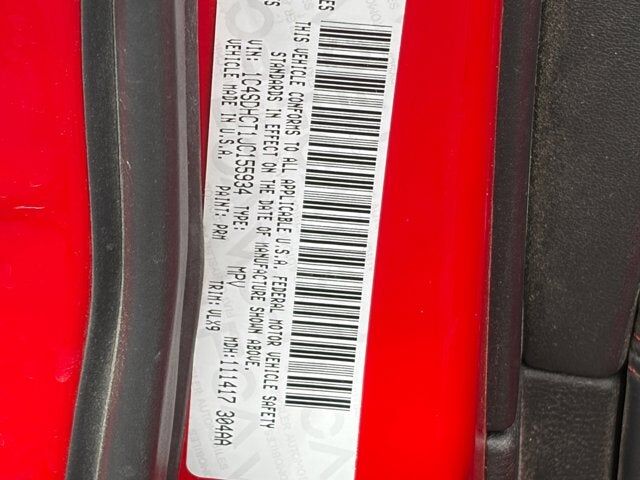 THIS VEHICLE CONFORMS TO ALL APPLICABLE U.S.A. FEDERAL MOTOR VEHICLE SAFETY
STANDARDS IN EFFECT ON THE DATE OF MANUFACTURE SHOWN ABOVE.
VIN: 1C4SDHCT1JC155934 TYPE: MPV
VEHICLE MADE IN U.S.A. PAINT: PRM TRIM: VLX9 MDH: 111417 304AA